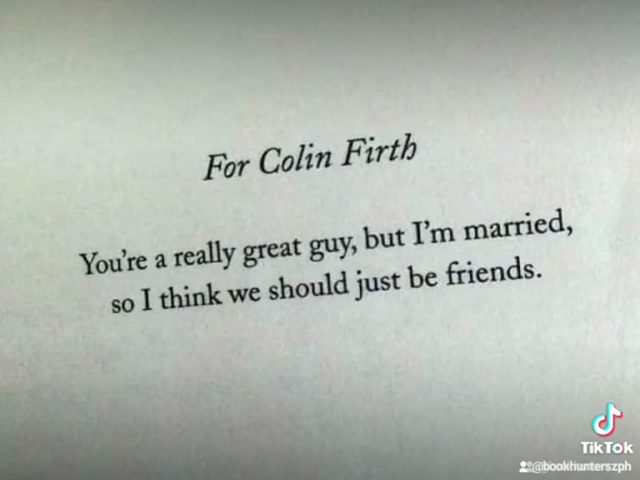 For Colin Firth
You're a really great guy, but I'm married,
so I think we should just be friends.
TikTok
@bookhunterszph